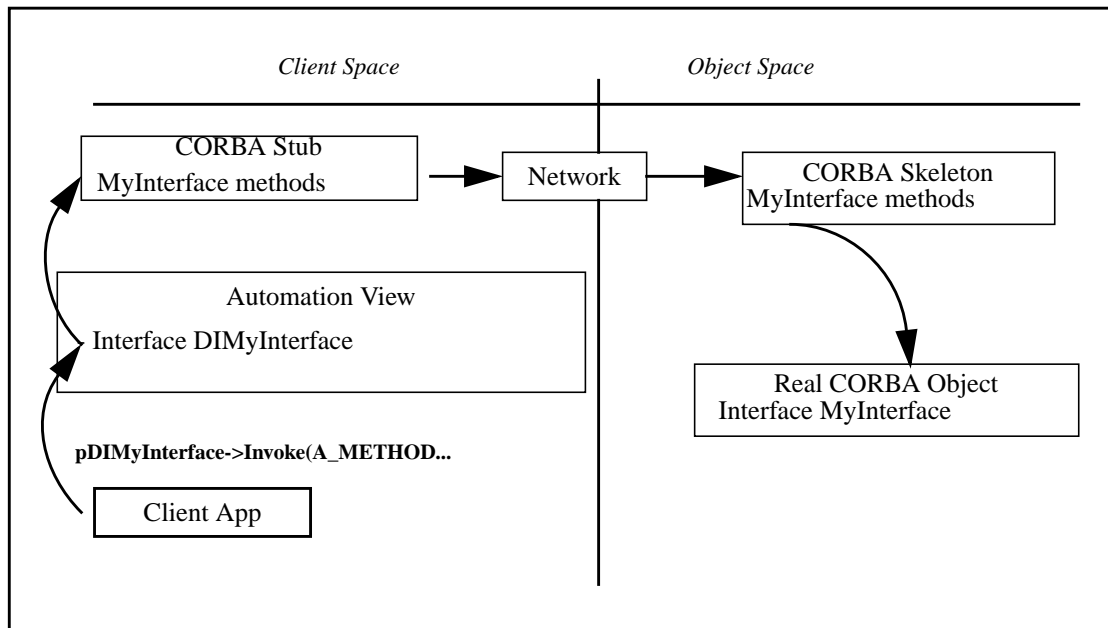 Client Space
Object Space
CORBA Stub
MyInterface methods
Network
CORBA Skeleton
MyInterface methods
Automation View
Interface DIMyInterface
Real CORBA Object
Interface MyInterface
pDIMyInterface->Invoke(A_METHOD...
Client App